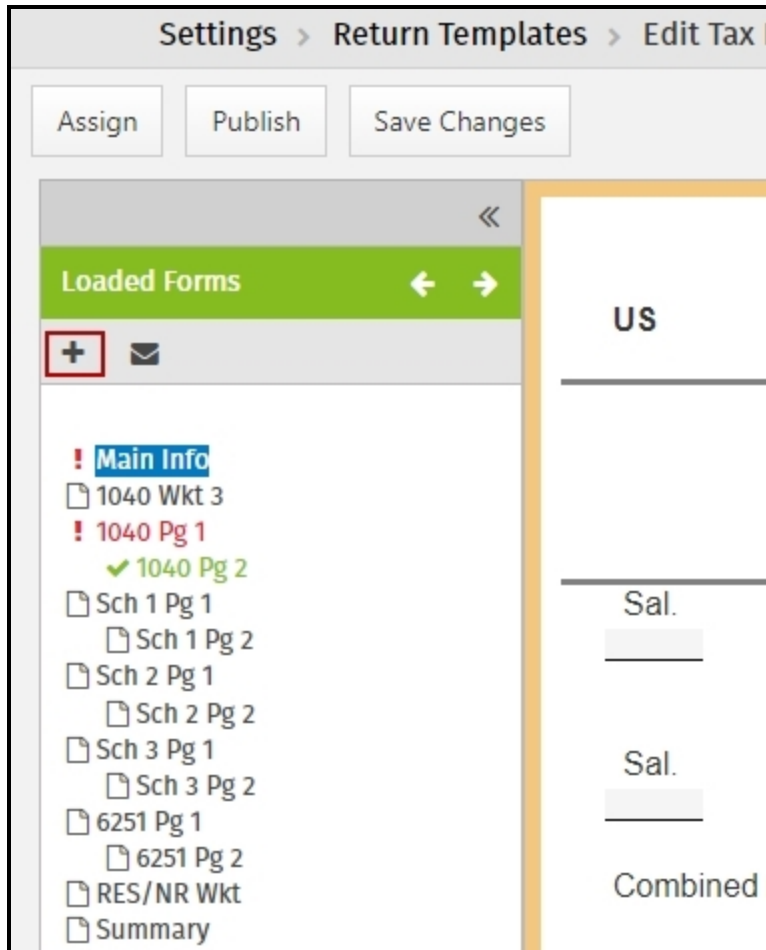 Settings > Return Templates > Edit Tax
Assign Publish Save Changes
Loaded Forms
US
! Main Info
1040 Wkt 3
! 1040 Pg 1
1040 Pg 2
Sch 1 Pg 1
Sch 1 Pg 2
Sch 2 Pg 1
Sch 2 Pg 2
Sch 3 Pg 1
Sch 3 Pg 2
6251 Pg 1
6251 Pg 2
RES/NR Wkt
Summary
Sal.
Sal.
Combined